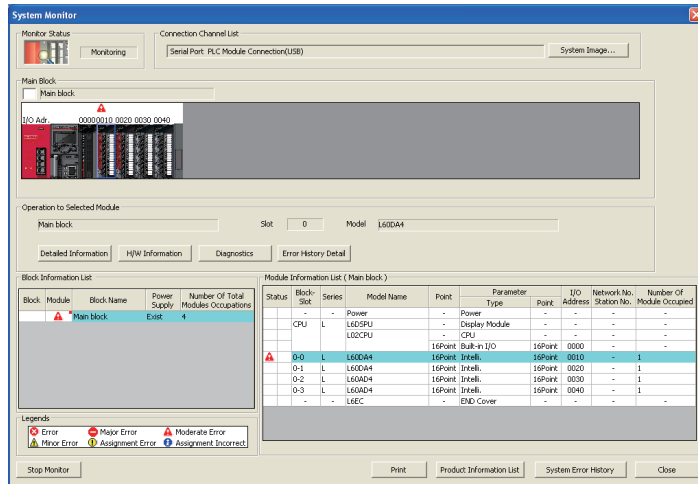 System Monitor
Monitor Status
Connection Channel List
Monitoring
Serial Port PLC Module Connection(USB)
System Image...
Main Block
Main block
I/O Adr. 00000010 0020 0030 0040
Operation to Selected Module
Main block Slot 0 Model L60DA4
Detailed Information H/W Information Diagnostics Error History Detail
Block Information List
Block Module Block Name Power Supply Number Of Total Modules Occupations
Main block Exist 4
Module Information List ( Main block )
Status Block-Slot Series Model Name Point Parameter Type Point I/O Address Network No. Station No. Number Of Module Occupied
- - Power - Power - - - -
CPU L L6DSPU - Display Module - - - -
L02CPU - CPU - - - -
16Point Built-in I/O 16Point 0000 - -
0-0 L L60DA4 16Point Intelli. 16Point 0010 - 1
0-1 L L60DA4 16Point Intelli. 16Point 0020 - 1
0-2 L L60AD4 16Point Intelli. 16Point 0030 - 1
0-3 L L60AD4 16Point Intelli. 16Point 0040 - 1
- - L6EC - END Cover - - - -
Legends
Error Major Error Moderate Error
Minor Error Assignment Error Assignment Incorrect
Stop Monitor Print Product Information List System Error History Close